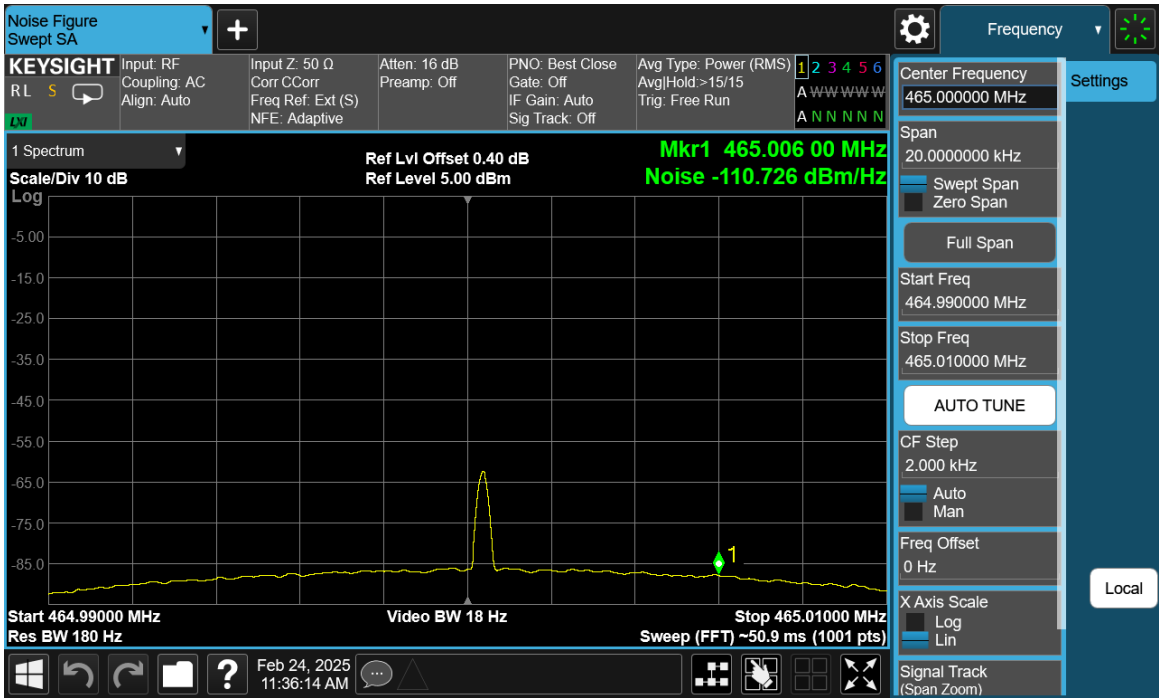 Noise Figure
Swept SA
Frequency
KEYSIGHT
R L S
LXI
Input: RF
Coupling: AC
Align: Auto
Input Z: 50 Ω
Corr CCorr
Freq Ref: Ext (S)
NFE: Adaptive
Atten: 16 dB
Preamp: Off
PNO: Best Close
Gate: Off
IF Gain: Auto
Sig Track: Off
Avg Type: Power (RMS)
Avg|Hold:>15/15
Trig: Free Run
1 2 3 4 5 6
A W W W W W
A N N N N N
1 Spectrum
Scale/Div 10 dB
Log
Ref Lvl Offset 0.40 dB
Ref Level 5.00 dBm
Mkr1 465.006 00 MHz
Noise -110.726 dBm/Hz
-5.00
-15.0
-25.0
-35.0
-45.0
-55.0
-65.0
-75.0
-85.0
1
Start 464.99000 MHz
Res BW 180 Hz
Video BW 18 Hz
Stop 465.01000 MHz
Sweep (FFT) ~50.9 ms (1001 pts)
Center Frequency
465.000000 MHz
Span
20.0000000 kHz
Swept Span
Zero Span
Full Span
Start Freq
464.990000 MHz
Stop Freq
465.010000 MHz
AUTO TUNE
CF Step
2.000 kHz
Auto
Man
Freq Offset
0 Hz
X Axis Scale
Log
Lin
Signal Track
(Span Zoom)
Settings
Local
?
Feb 24, 2025
11:36:14 AM